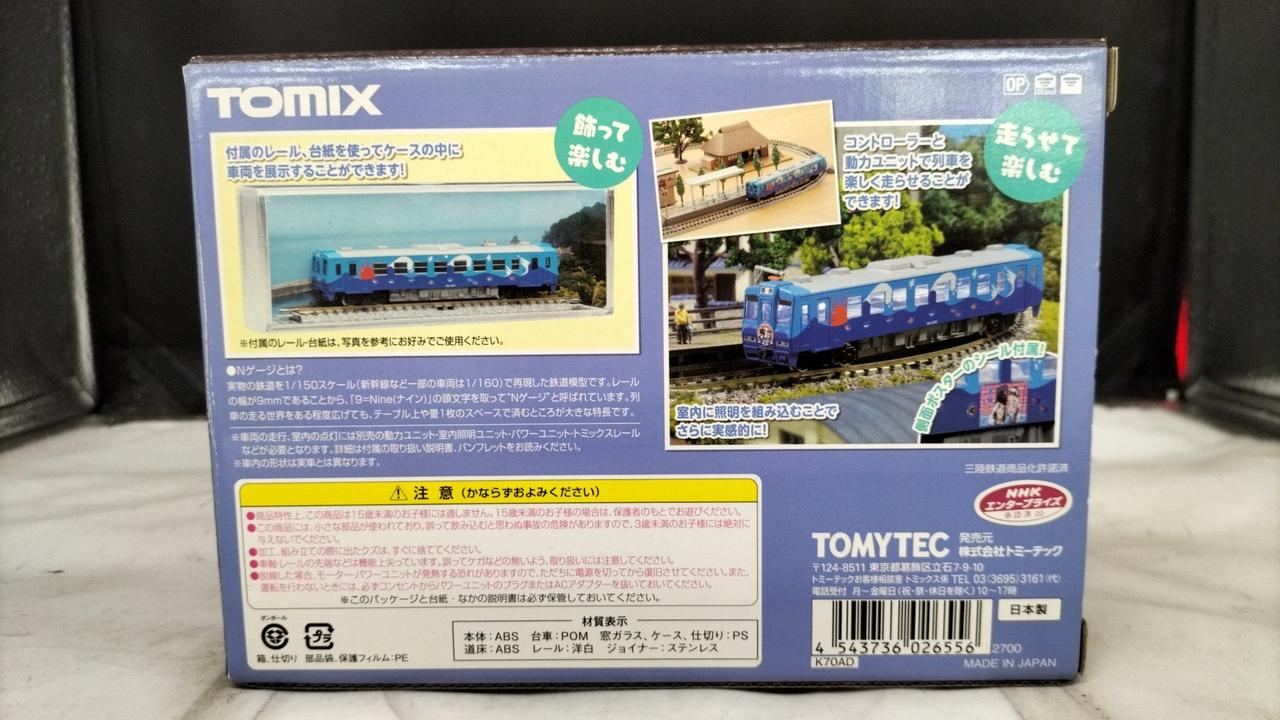 TOMIX
OP
付属のレール、台紙を使ってケースの中に
車両を展示することができます!
飾って
楽しむ
※付属のレール・台紙は、写真を参考にお好みでご使用ください。
コントローラーと
動力ユニットで列車を
楽しく走らせることが
できます!
走らせて
楽しむ
室内に照明を組み込むことで
さらに実感的に!
劇画ポスターのシール付属!
●Nゲージとは?
実物の鉄道を1/150スケール(新幹線など一部の車両は1/160)で再現した鉄道模型です。レール
の幅が9mmであることから、「9=Nine(ナイン)」の頭文字を取って"Nゲージ"と呼ばれています。列
車の走る世界をある程度広げても、テーブル上や畳1枚のスペースで済むところが大きな特長です。
※車両の走行、室内の点灯には別売の動力ユニット・室内照明ユニット・パワーユニット・トミックスレール
などが必要となります。詳細は付属の取り扱い説明書、パンフレットをお読みください。
※車内の形状は実車とは異なります。
注 意 (かならずおよみください)
●商品特性上、この商品は15歳未満のお子様には適しません。15歳未満のお子様の場合は、保護者のもとでお遊びください。
●この商品には、小さな部品が使われており、誤って飲み込むと思わぬ事故の危険がありますので、3歳未満のお子様には絶対に
与えないでください。
●加工、組み立ての際に出たクズは、すぐに捨ててください。
●車輪・レールの先端などは機能上尖っています。誤ってケガなどの無いよう、取り扱いには注意してください。
●脱線した場合、モーター・パワーユニットが発熱する恐れがありますので、ただちに電源を切ってから復旧させてください。また、
運転を行わないときには、必ずコンセントからパワーユニットのプラグまたはACアダプターを抜いておいてください。
※このパッケージと台紙・なかの説明書は必ず保管しておいてください。
ダンボール
プラ
箱、仕切り 部品袋、保護フィルム:PE
材質表示
本体:ABS 台車:POM 窓ガラス、ケース、仕切り:PS
道床:ABS レール:洋白 ジョイナー:ステンレス
三陸鉄道商品化許諾済
NHK
エンタープライズ
承認済 20
TOMYTEC 発売元 株式会社トミーテック
〒124-8511 東京都葛飾区立石7-9-10
トミーテックお客様相談室 トミックス係 TEL 03(3695)3161(代)
電話受付 月〜金曜日(祝・祭・休日を除く)10〜17時
日本製
4 543736 026556
2700
K70AD
MADE IN JAPAN